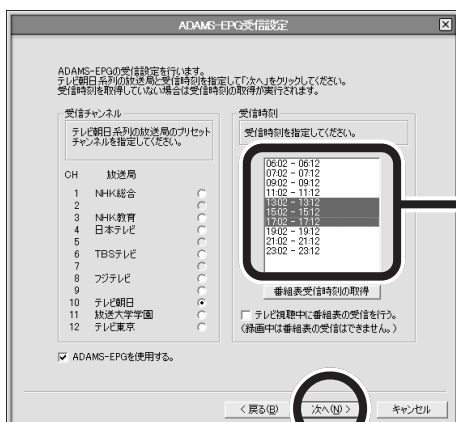 ADAMS-EPG受信設定
ADAMS-EPGの受信設定を行います。
テレビ朝日系列の放送局と受信時刻を指定して「次へ」をクリックしてください。
受信時刻を取得していない場合は受信時刻の取得が実行されます。
受信チャンネル
テレビ朝日系列の放送局のプリセット
チャンネルを指定してください。
CH 放送局
1 NHK総合
2
3 NHK教育
4 日本テレビ
5
6 TBSテレビ
7
8 フジテレビ
9
10 テレビ朝日
11 放送大学学園
12 テレビ東京
受信時刻
受信時刻を指定してください。
06:02 - 06:12
07:02 - 07:12
09:02 - 09:12
11:02 - 11:12
13:02 - 13:12
15:02 - 15:12
17:02 - 17:12
19:02 - 19:12
21:02 - 21:12
23:02 - 23:12
番組表受信時刻の取得
テレビ視聴中に番組表の受信を行う。
(録画中は番組表の受信はできません。)
ADAMS-EPGを使用する。
< 戻る(B)
次へ(N) >
キャンセル